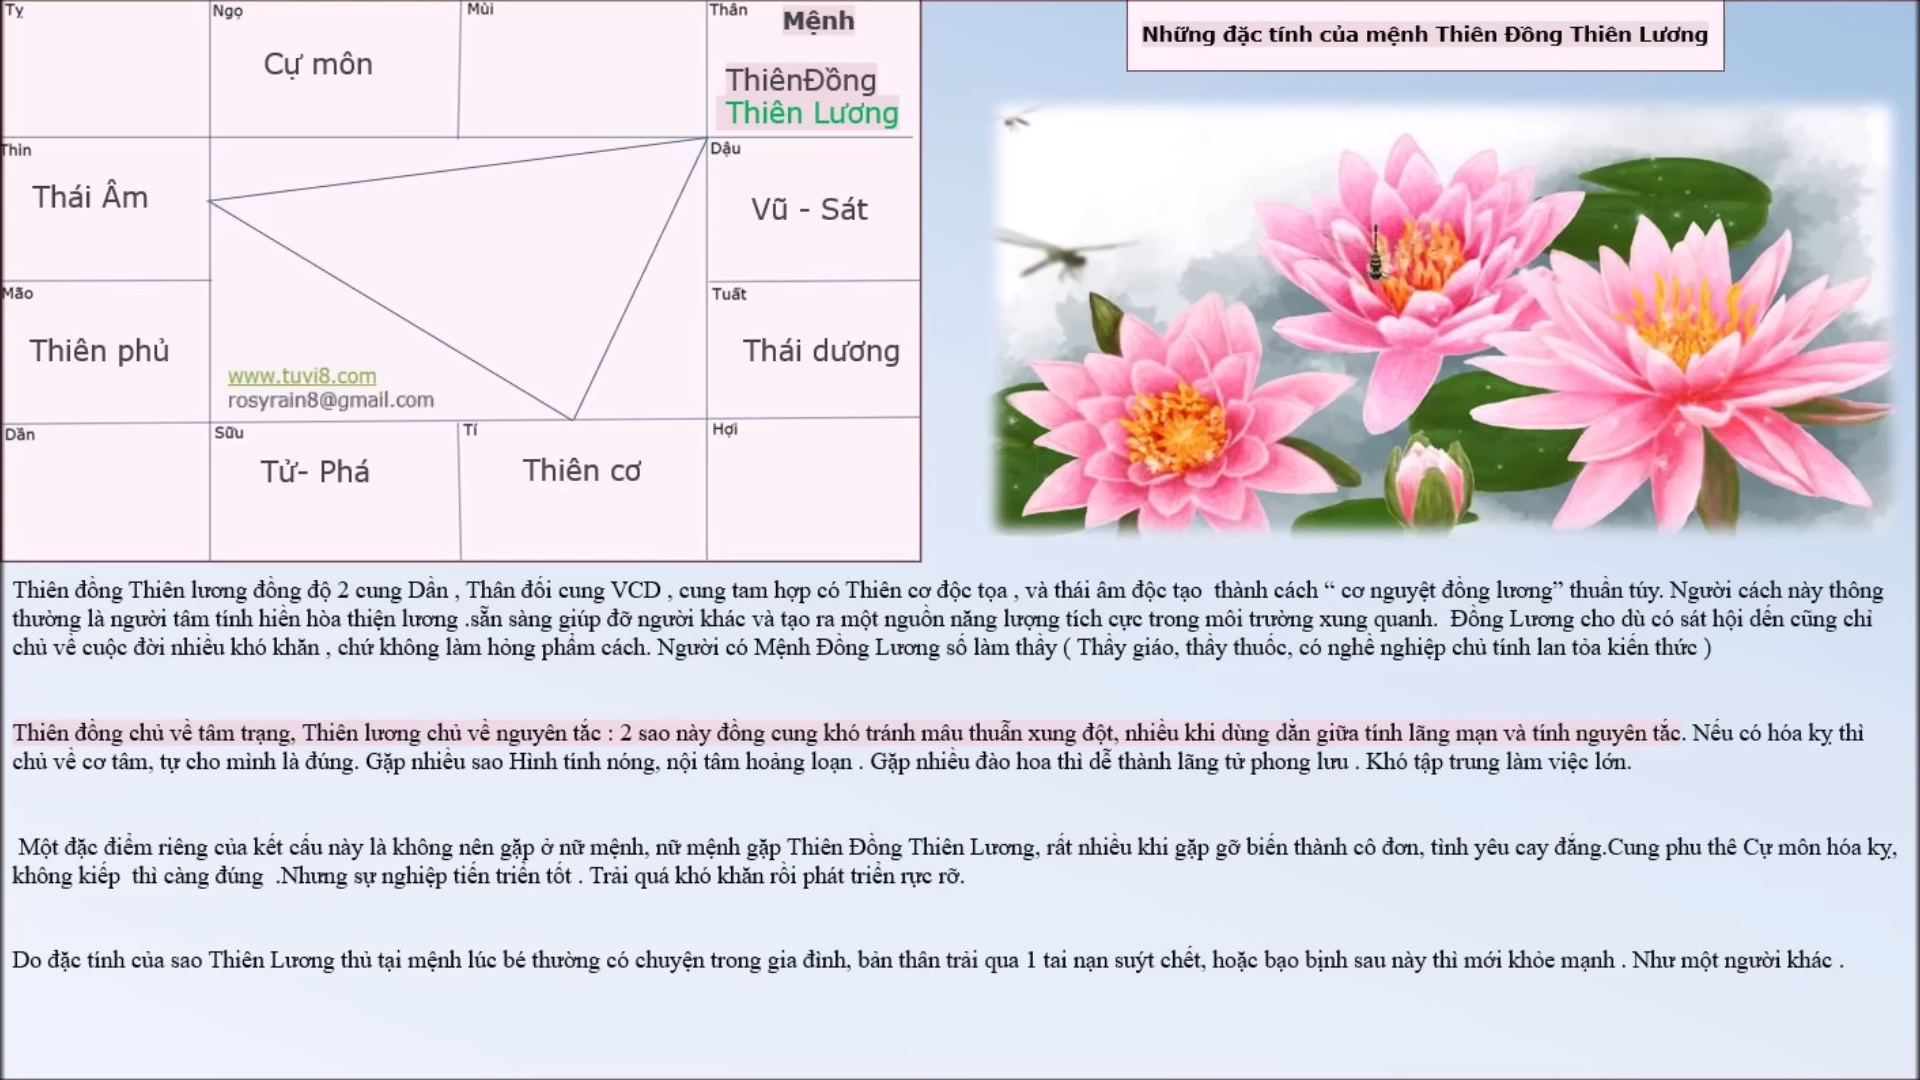 Tỵ
Ngọ
Mùi
Thân
Mệnh
Cự môn
ThiênĐồng
Thiên Lương
Thìn
Thái Âm
Dậu
Vũ - Sát
Mão
Thiên phủ
Tuất
Thái dương
www.tuvi8.com
rosyrain8@gmail.com
Dần
Sữu
Tử- Phá
Tí
Thiên cơ
Hợi
Những đặc tính của mệnh Thiên Đồng Thiên Lương
Thiên đồng Thiên lương đồng độ 2 cung Dần , Thân đối cung VCD , cung tam hợp có Thiên cơ độc tọa , và thái âm độc tạo thành cách “ cơ nguyệt đồng lương” thuần túy. Người cách này thông
thường là người tâm tính hiền hòa thiện lương .sẵn sàng giúp đỡ người khác và tạo ra một nguồn năng lượng tích cực trong môi trường xung quanh. Đồng Lương cho dù có sát hội dến cũng chỉ
chủ về cuộc đời nhiều khó khăn , chứ không làm hỏng phẩm cách. Người có Mệnh Đồng Lương số làm thầy ( Thầy giáo, thầy thuốc, có nghề nghiệp chủ tính lan tỏa kiến thức )
Thiên đồng chủ về tâm trạng, Thiên lương chủ về nguyên tắc : 2 sao này đồng cung khó tránh mâu thuẫn xung đột, nhiều khi dùng dằn giữa tính lãng mạn và tính nguyên tắc. Nếu có hóa kỵ thì
chủ về cơ tâm, tự cho mình là đúng. Gặp nhiều sao Hình tính nóng, nội tâm hoảng loạn . Gặp nhiều đào hoa thì dễ thành lãng tử phong lưu . Khó tập trung làm việc lớn.
Một đặc điểm riêng của kết cấu này là không nên gặp ở nữ mệnh, nữ mệnh gặp Thiên Đồng Thiên Lương, rất nhiều khi gặp gỡ biến thành cô đơn, tình yêu cay đắng.Cung phu thê Cự môn hóa kỵ,
không kiếp thì càng đúng .Nhưng sự nghiệp tiến triển tốt . Trải quá khó khăn rồi phát triển rực rỡ.
Do đặc tính của sao Thiên Lương thủ tại mệnh lúc bé thường có chuyện trong gia đình, bản thân trải qua 1 tai nạn suýt chết, hoặc bạo bịnh sau này thì mới khỏe mạnh . Như một người khác .